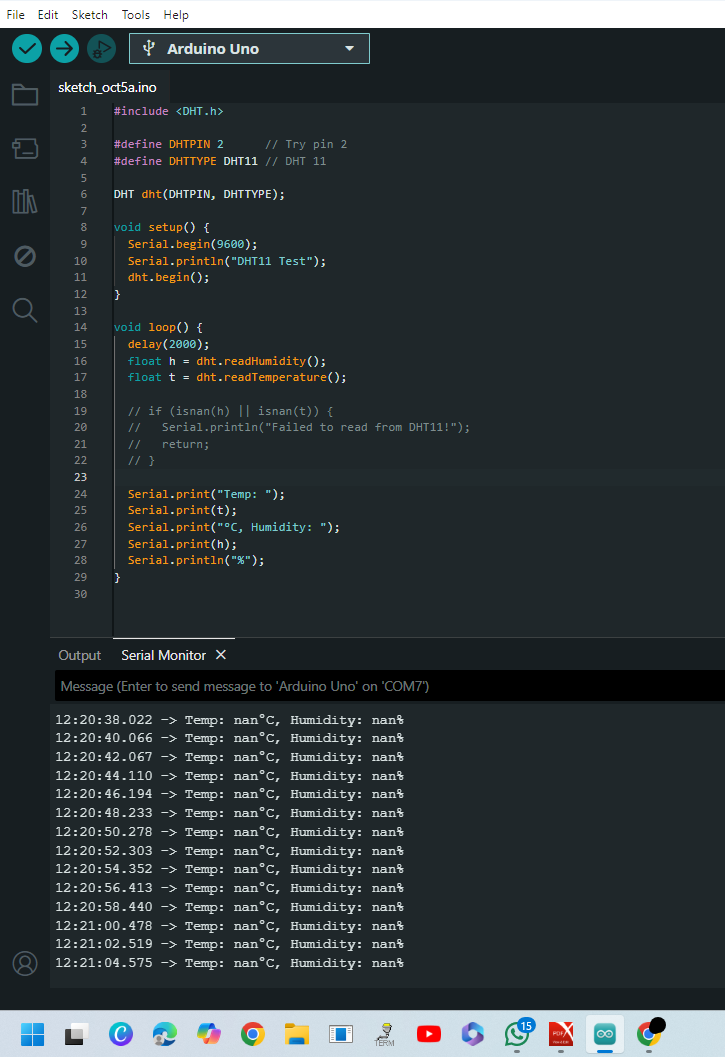 File Edit Sketch Tools Help
Arduino Uno
sketch_oct5a.ino
1 #include <DHT.h>
2
3 #define DHTPIN 2 // Try pin 2
4 #define DHTTYPE DHT11 // DHT 11
5
6 DHT dht(DHTPIN, DHTTYPE);
7
8 void setup() {
9 Serial.begin(9600);
10 Serial.println("DHT11 Test");
11 dht.begin();
12 }
13
14 void loop() {
15 delay(2000);
16 float h = dht.readHumidity();
17 float t = dht.readTemperature();
18
19 // if (isnan(h) || isnan(t)) {
20 // Serial.println("Failed to read from DHT11!");
21 // return;
22 // }
23
24 Serial.print("Temp: ");
25 Serial.print(t);
26 Serial.print("°C, Humidity: ");
27 Serial.print(h);
28 Serial.println("%");
29 }
30
Output Serial Monitor
Message (Enter to send message to 'Arduino Uno' on 'COM7')
12:20:38.022 -> Temp: nan°C, Humidity: nan%
12:20:40.066 -> Temp: nan°C, Humidity: nan%
12:20:42.067 -> Temp: nan°C, Humidity: nan%
12:20:44.110 -> Temp: nan°C, Humidity: nan%
12:20:46.194 -> Temp: nan°C, Humidity: nan%
12:20:48.233 -> Temp: nan°C, Humidity: nan%
12:20:50.278 -> Temp: nan°C, Humidity: nan%
12:20:52.303 -> Temp: nan°C, Humidity: nan%
12:20:54.352 -> Temp: nan°C, Humidity: nan%
12:20:56.413 -> Temp: nan°C, Humidity: nan%
12:20:58.440 -> Temp: nan°C, Humidity: nan%
12:21:00.478 -> Temp: nan°C, Humidity: nan%
12:21:02.519 -> Temp: nan°C, Humidity: nan%
12:21:04.575 -> Temp: nan°C, Humidity: nan%
TERM
15